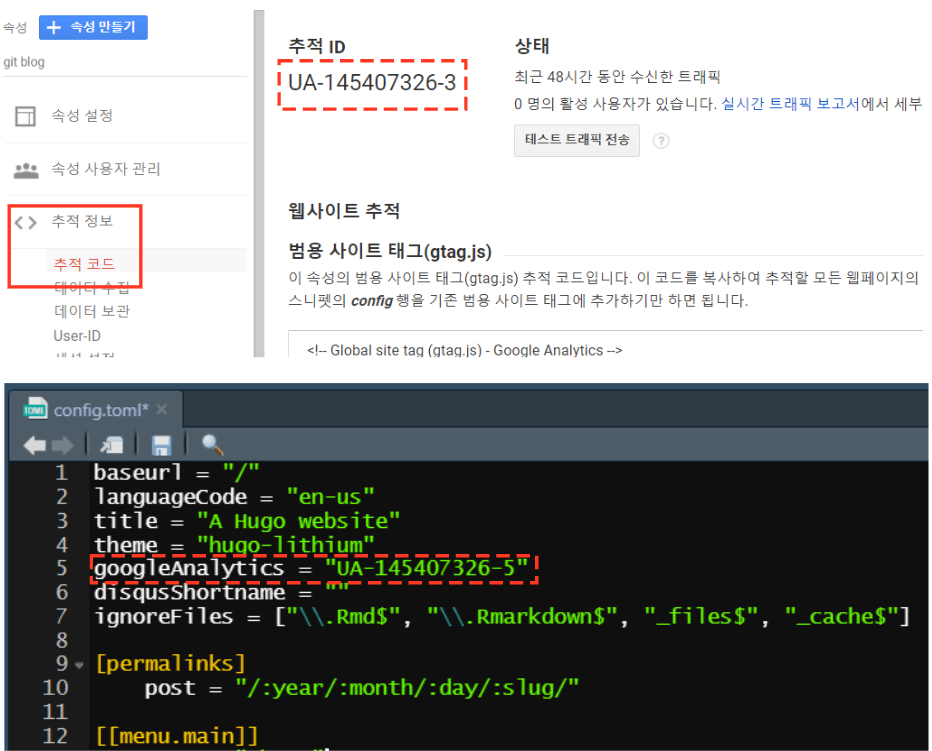 속성 + 속성 만들기
git blog
속성 설정
속성 사용자 관리
추적 정보
추적 코드
데이터 수집
데이터 보관
User-ID
추적 ID
UA-145407326-3
상태
최근 48시간 동안 수신한 트래픽
0 명의 활성 사용자가 있습니다. 실시간 트래픽 보고서에서 세부
테스트 트래픽 전송 ?
웹사이트 추적
범용 사이트 태그(gtag.js)
이 속성의 범용 사이트 태그(gtag.js) 추적 코드입니다. 이 코드를 복사하여 추적할 모든 웹페이지의
스니펫의 config 행을 기존 범용 사이트 태그에 추가하기만 하면 됩니다.
<!-- Global site tag (gtag.js) - Google Analytics -->
TOML config.toml* ×
1 baseurl = "/"
2 languageCode = "en-us"
3 title = "A Hugo website"
4 theme = "hugo-lithium"
5 googleAnalytics = "UA-145407326-5"
6 disqusShortname = ""
7 ignoreFiles = ["\\.Rmd$", "\\.Rmarkdown$", "_files$", "_cache$"]
8
9 [permalinks]
10 post = "/:year/:month/:day/:slug/"
11
12 [[menu.main]]